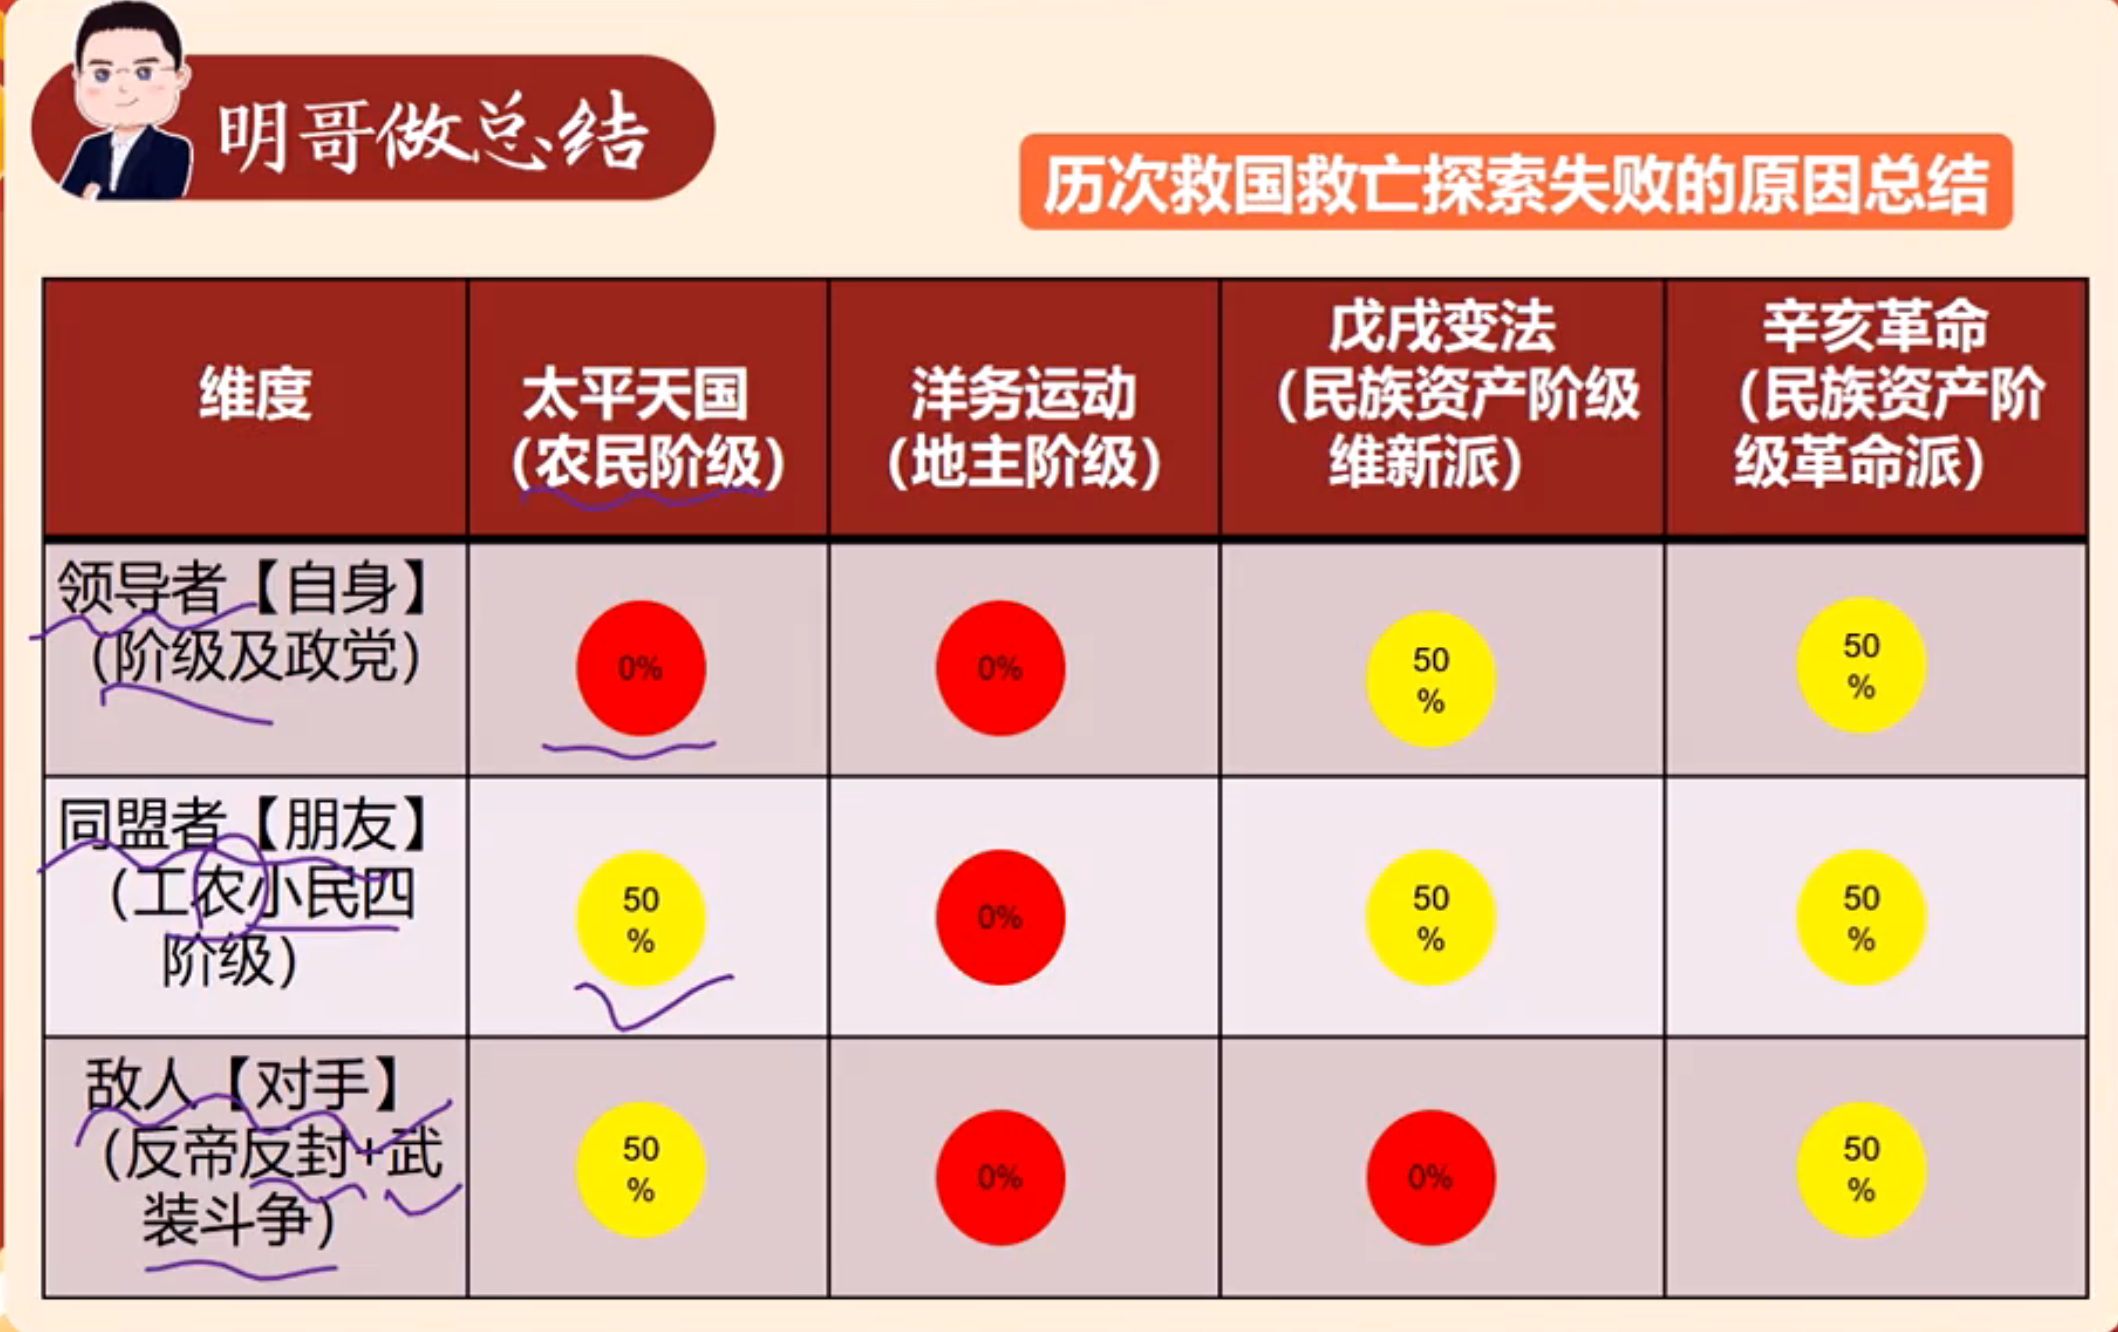 明哥做总结
历次救国救亡探索失败的原因总结
维度
太平天国
（农民阶级）
洋务运动
（地主阶级）
戊戌变法
（民族资产阶级
维新派）
辛亥革命
（民族资产阶
级革命派）
领导者【自身】
（阶级及政党）
0%
0%
50
%
50
%
同盟者【朋友】
（工农小民四
阶级）
50
%
0%
50
%
50
%
敌人【对手】
（反帝反封+武
装斗争）
50
%
0%
0%
50
%